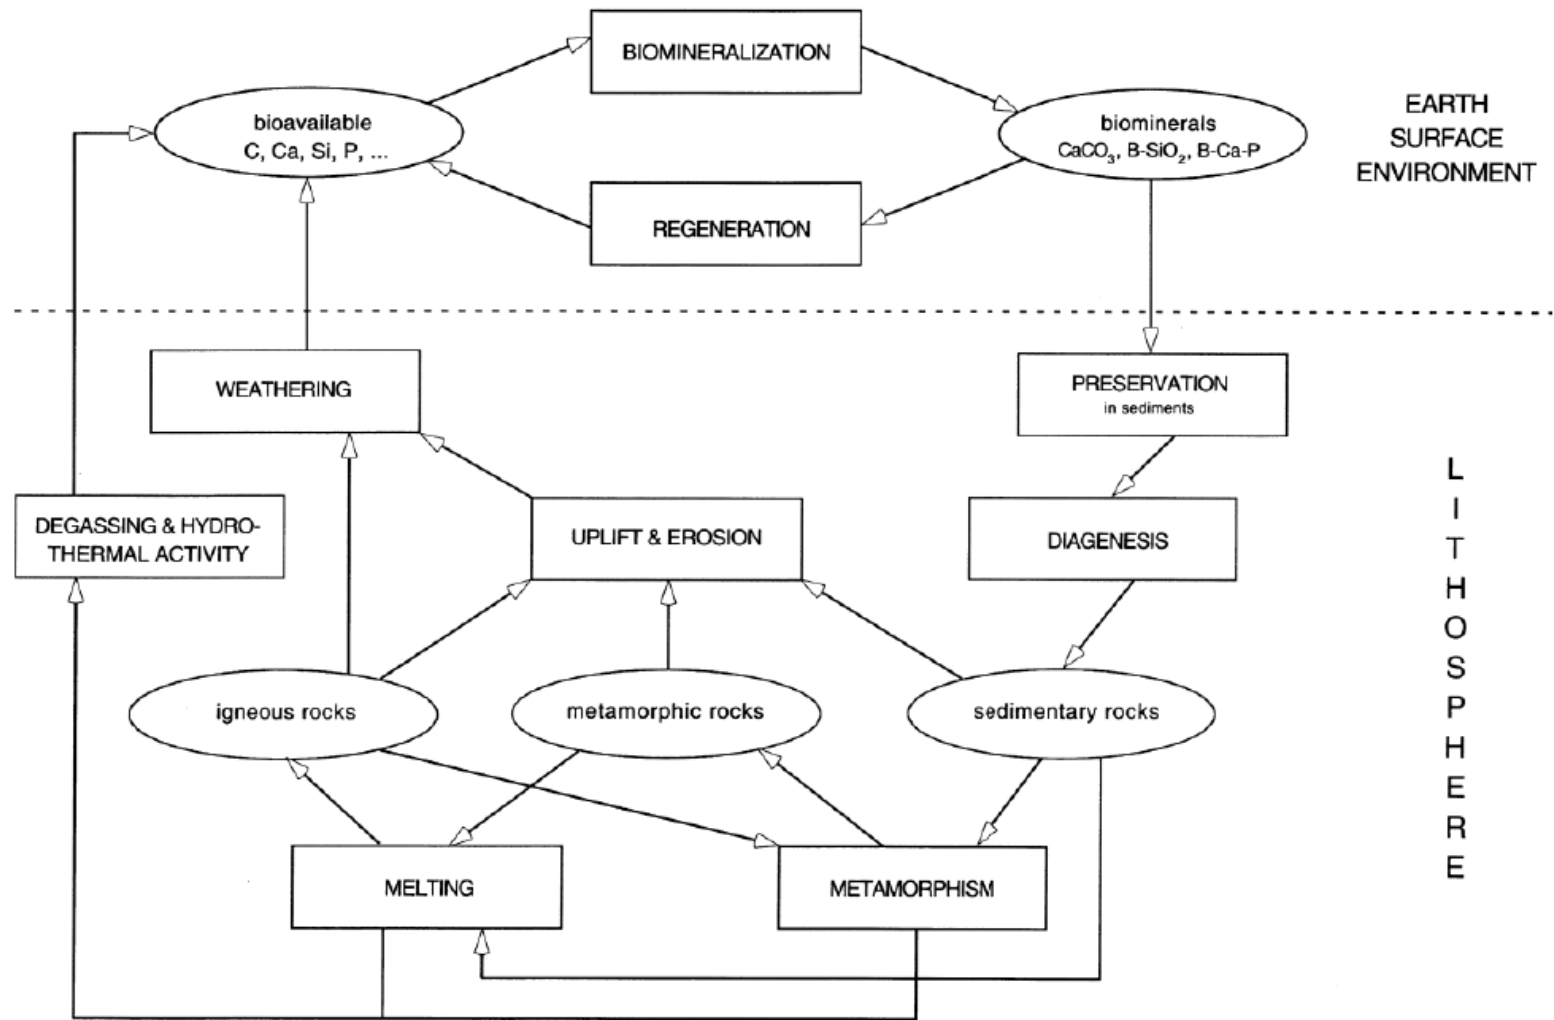 BIOMINERALIZATION
bioavailable
C, Ca, Si, P, ...
biominerals
CaCO₃, B-SiO₂, B-Ca-P
EARTH
SURFACE
ENVIRONMENT
REGENERATION
WEATHERING
PRESERVATION
in sediments
DEGASSING & HYDRO-
THERMAL ACTIVITY
UPLIFT & EROSION
DIAGENESIS
igneous rocks
metamorphic rocks
sedimentary rocks
MELTING
METAMORPHISM
L
I
T
H
O
S
P
H
E
R
E